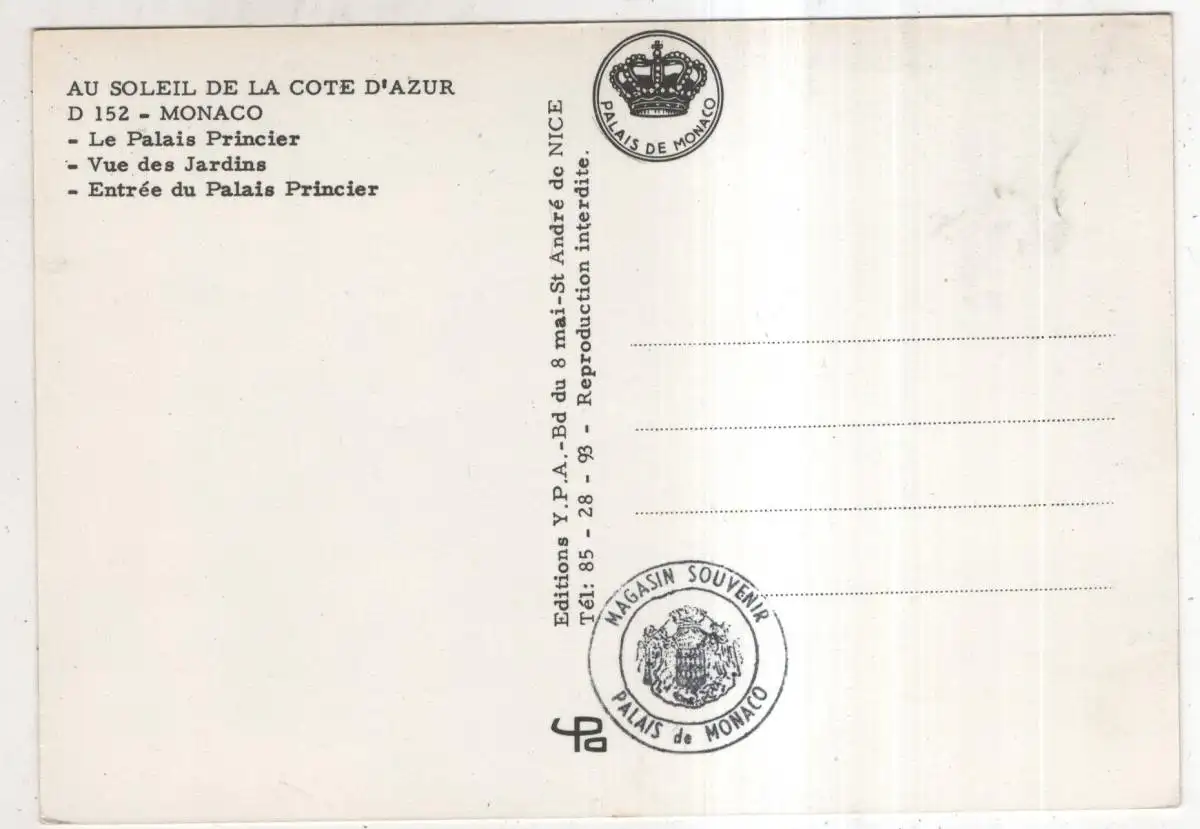 AU SOLEIL DE LA COTE D'AZUR
D 152 - MONACO
- Le Palais Princier
- Vue des Jardins
- Entrée du Palais Princier
Editions Y.P.A.-Bd du 8 mai-St André de NICE
Tél: 85 - 28 - 93 - Reproduction interdite.
PALAIS DE MONACO
MAGASIN SOUVENIR
PALAIS de MONACO